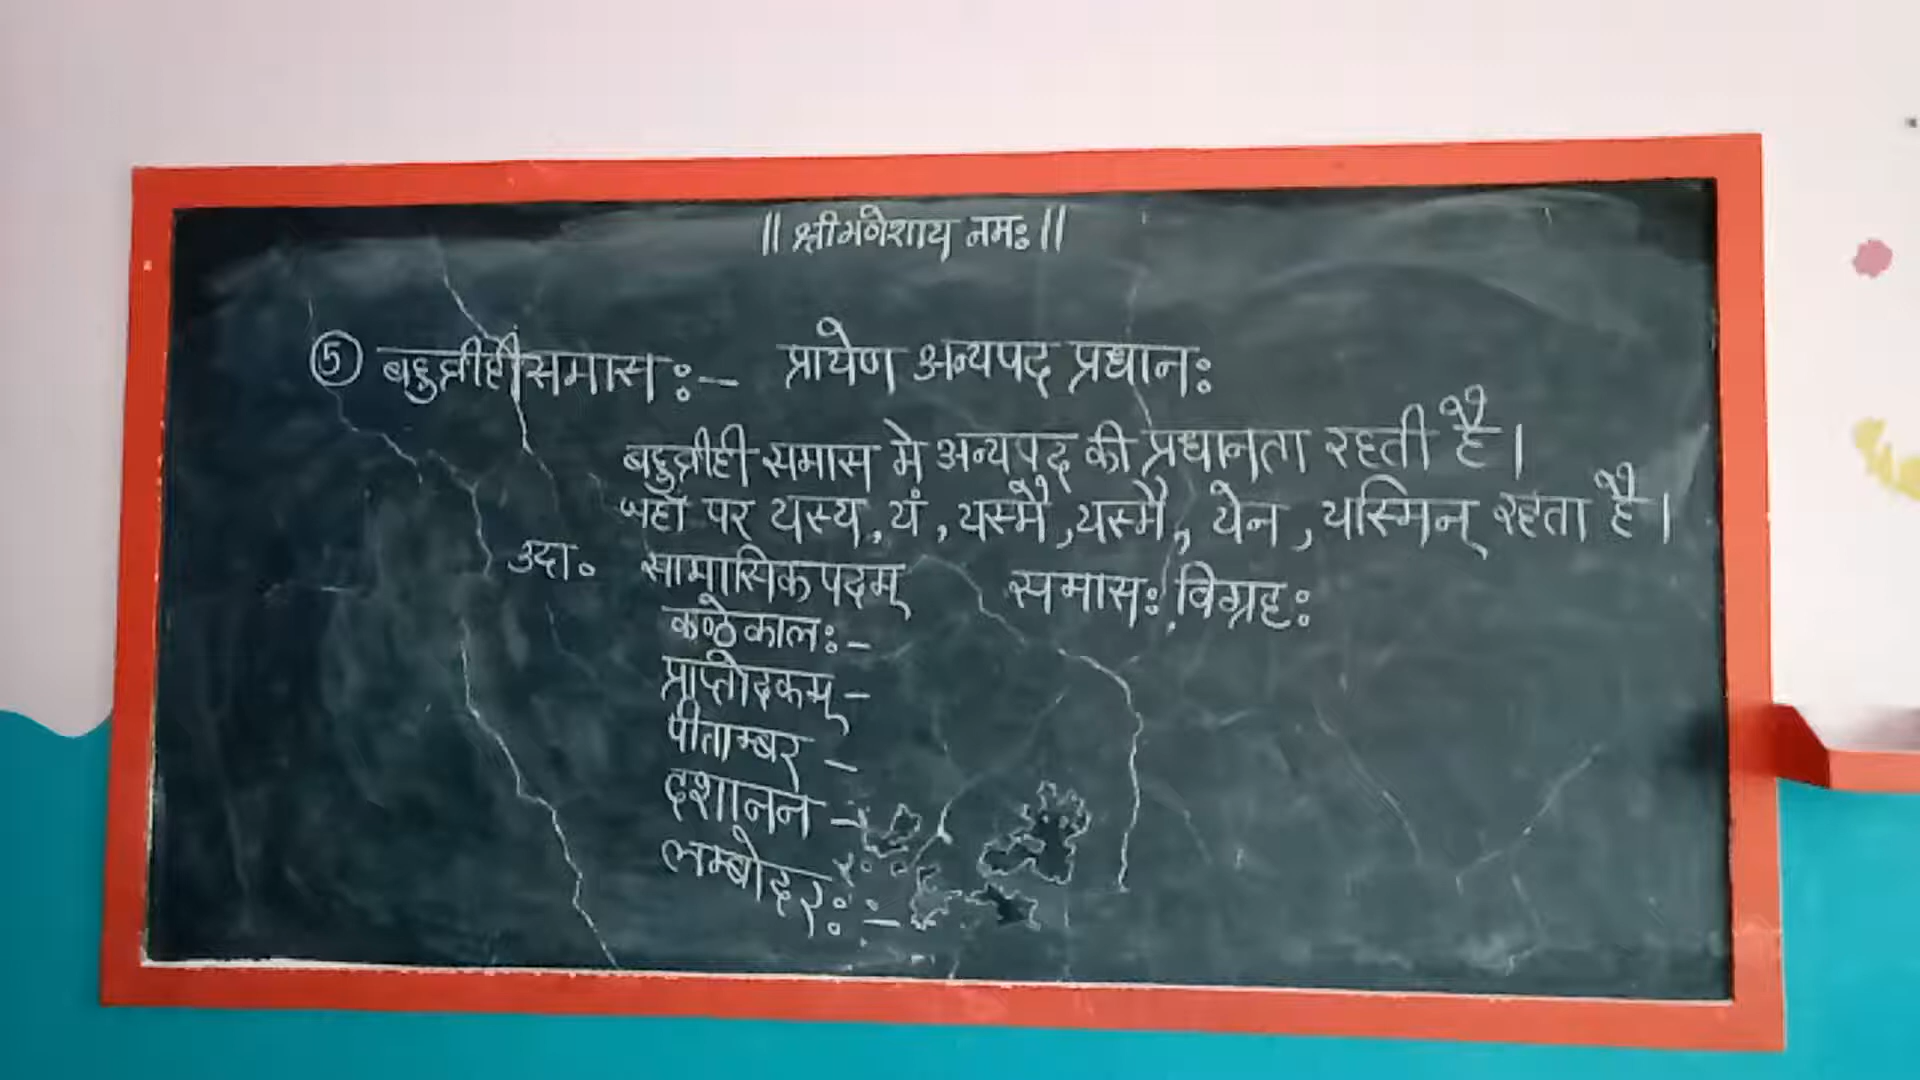 ॥ श्रीगणेशाय नमः ॥
⑤ बहुव्रीहीसमासः – प्रायेण अन्यपद प्रधानः
बहुव्रीही समास मे अन्यपद की प्रधानता रहती है।
जहाँ पर यस्य, यं, यस्मै, यस्मै, येन, यस्मिन् रहता है।
उदा॰ सामासिकपदम् समासः विग्रहः
कण्ठेकालः –
प्राप्तोदकम् –
पीताम्बर –
दशानन –
लम्बोदरः –